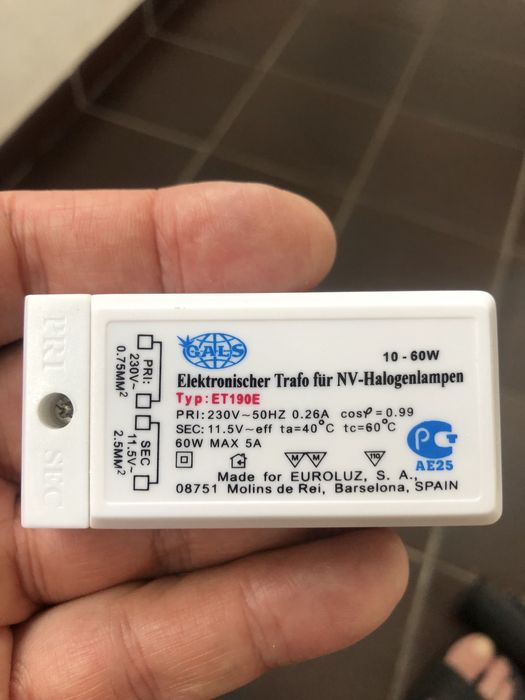 PRI SEC
PRI:
230V~
0.75MM²
SEC
11.5V~
2.5MM²
GALS
10 - 60W
Elektronischer Trafo für NV-Halogenlampen
Typ: ET190E
PRI: 230V~50HZ 0.26A cosφ = 0.99
SEC: 11.5V~eff ta=40°C tc=60°C
60W MAX 5A
M M 110
PCT
AE25
Made for EUROLUZ, S. A.,
08751 Molins de Rei, Barselona, SPAIN